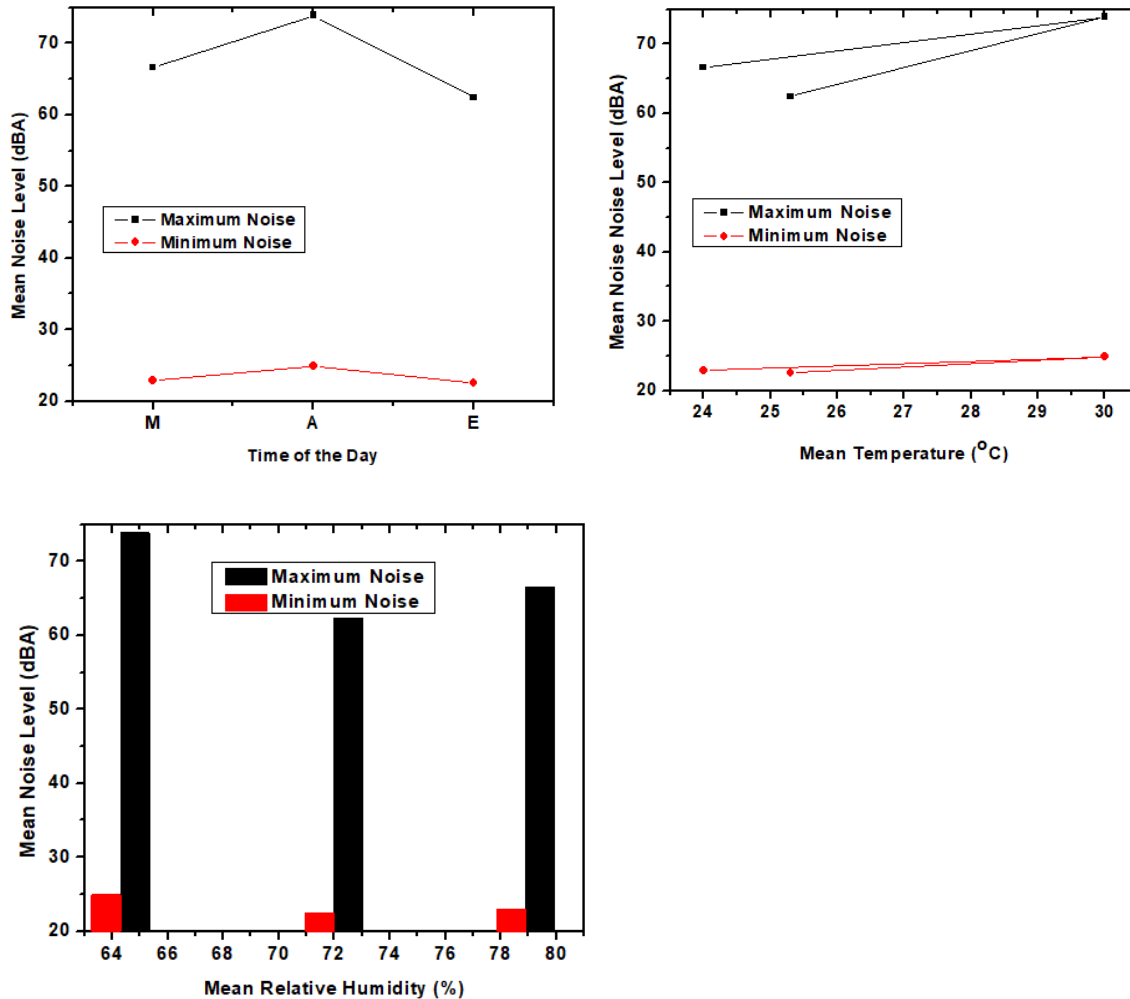 70
60
50
40
30
20
Mean Noise Level (dBA)
Maximum Noise
Minimum Noise
M A E
Time of the Day
70
60
50
40
30
20
Mean Noise Noise Level (dBA)
Maximum Noise
Minimum Noise
24 25 26 27 28 29 30
Mean Temperature (°C)
70
60
50
40
30
20
Mean Noise Level (dBA)
Maximum Noise
Minimum Noise
64 66 68 70 72 74 76 78 80
Mean Relative Humidity (%)